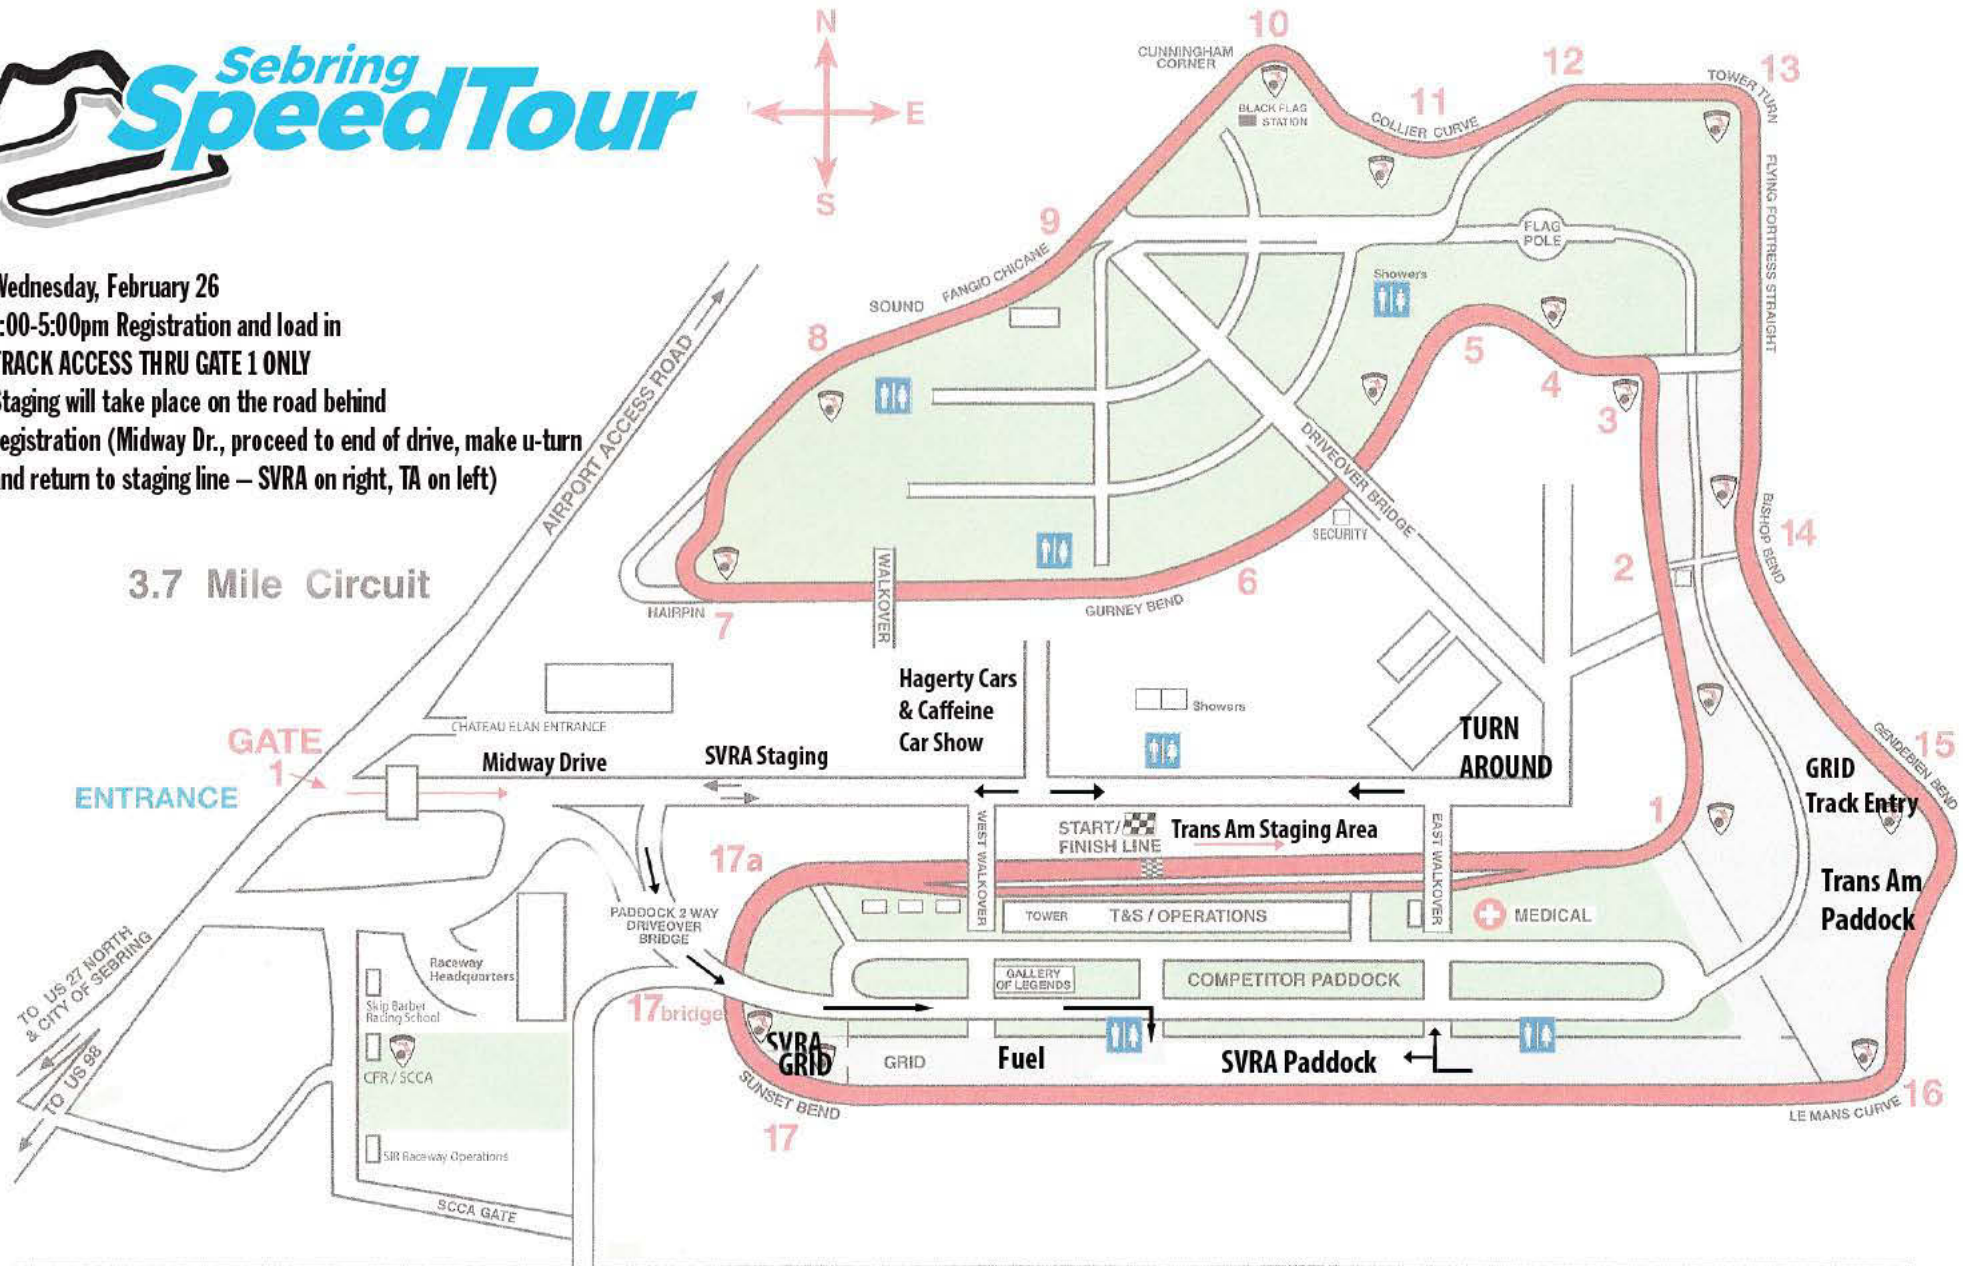 Sebring
SpeedTour
Wednesday, February 26
:00-5:00pm Registration and load in
TRACK ACCESS THRU GATE 1 ONLY
Staging will take place on the road behind
registration (Midway Dr., proceed to end of drive, make u-turn
and return to staging line – SVRA on right, TA on left)
3.7 Mile Circuit
N
E
S
10
CUNNINGHAM
CORNER
BLACK FLAG
STATION
11
COLLIER CURVE
12
TOWER TURN
13
FLYING FORTRESS STRAIGHT
9
FANGIO CHICANE
SOUND
8
FLAG
POLE
Showers
5
4
3
AIRPORT ACCESS ROAD
DRIVEOVER BRIDGE
SECURITY
BISHOP BEND
14
2
6
GURNEY BEND
WALKOVER
HAIRPIN
7
Hagerty Cars
& Caffeine
Car Show
Showers
TURN
AROUND
GATE
1
ENTRANCE
CHATEAU ELAN ENTRANCE
Midway Drive
SVRA Staging
GENDEBIEN BEND
15
GRID
Track Entry
1
WEST WALKOVER
START/
FINISH LINE
Trans Am Staging Area
EAST WALKOVER
17a
Trans Am
Paddock
PADDOCK 2 WAY
DRIVEOVER
BRIDGE
TOWER
T&S / OPERATIONS
MEDICAL
TO US 27 NORTH
& CITY OF SEBRING
TO US 98
Raceway
Headquarters
Skip Barber
Racing School
GALLERY
OF LEGENDS
COMPETITOR PADDOCK
17bridge
SVRA
GRID
GRID
Fuel
SVRA Paddock
CFR / SCCA
SUNSET BEND
17
LE MANS CURVE
16
SIR Raceway Operations
SCCA GATE